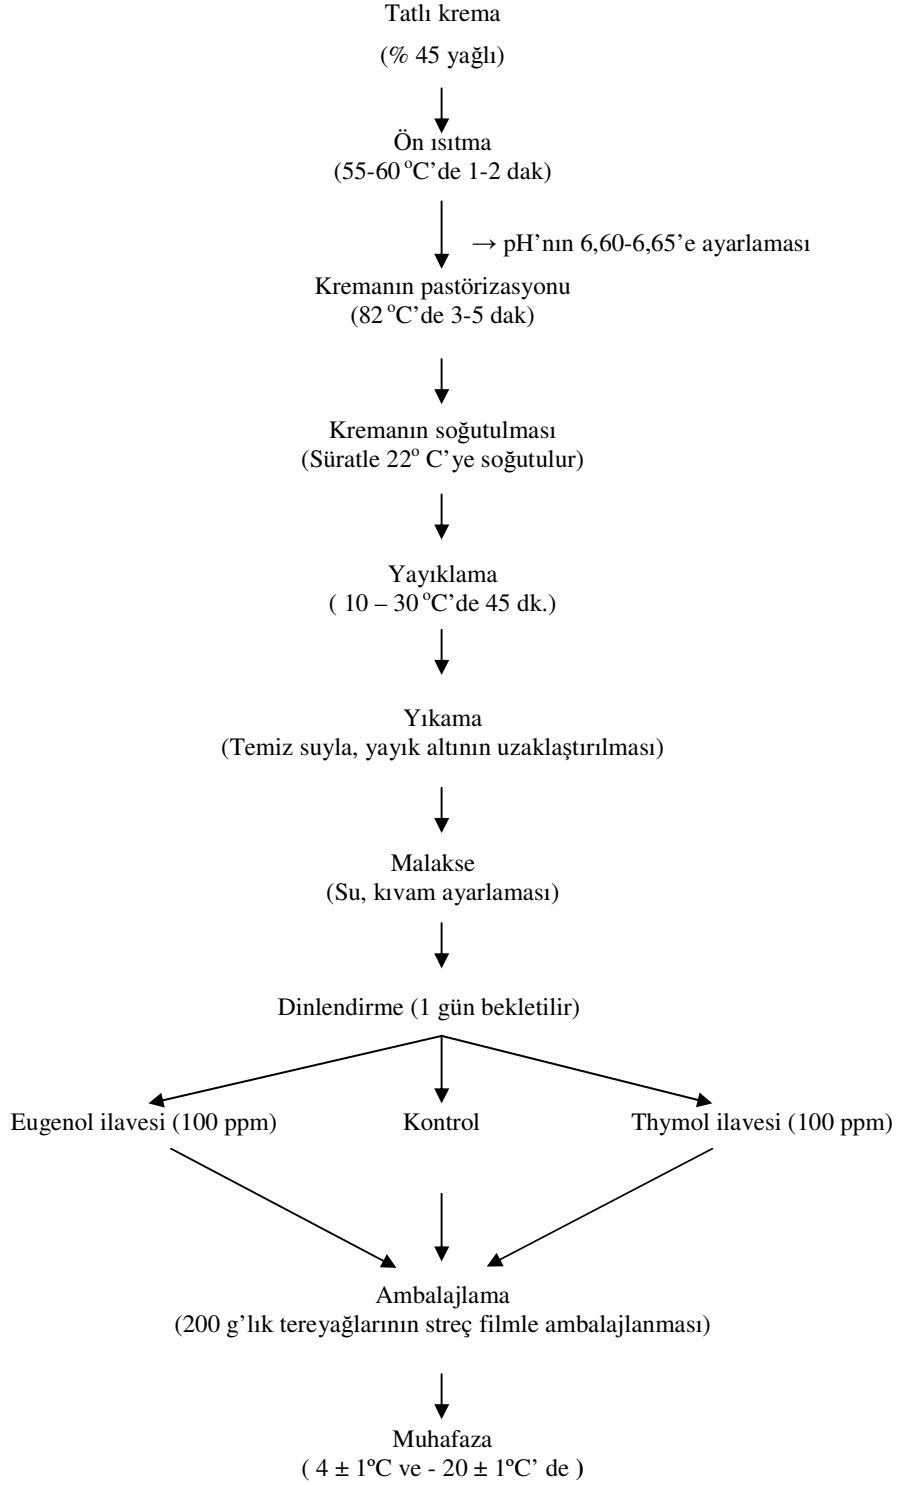 Tatlı krema
(% 45 yağlı)
Ön ısıtma
(55-60 °C’de 1-2 dak)
→ pH’nın 6,60-6,65’e ayarlaması
Kremanın pastörizasyonu
(82 °C’de 3-5 dak)
Kremanın soğutulması
(Süratle 22° C’ye soğutulur)
Yayıklama
( 10 – 30 °C’de 45 dk.)
Yıkama
(Temiz suyla, yayık altının uzaklaştırılması)
Malakse
(Su, kıvam ayarlaması)
Dinlendirme (1 gün bekletilir)
Eugenol ilavesi (100 ppm) Kontrol Thymol ilavesi (100 ppm)
Ambalajlama
(200 g’lık tereyağlarının streç filmle ambalajlanması)
Muhafaza
( 4 ± 1ºC ve - 20 ± 1ºC’ de )